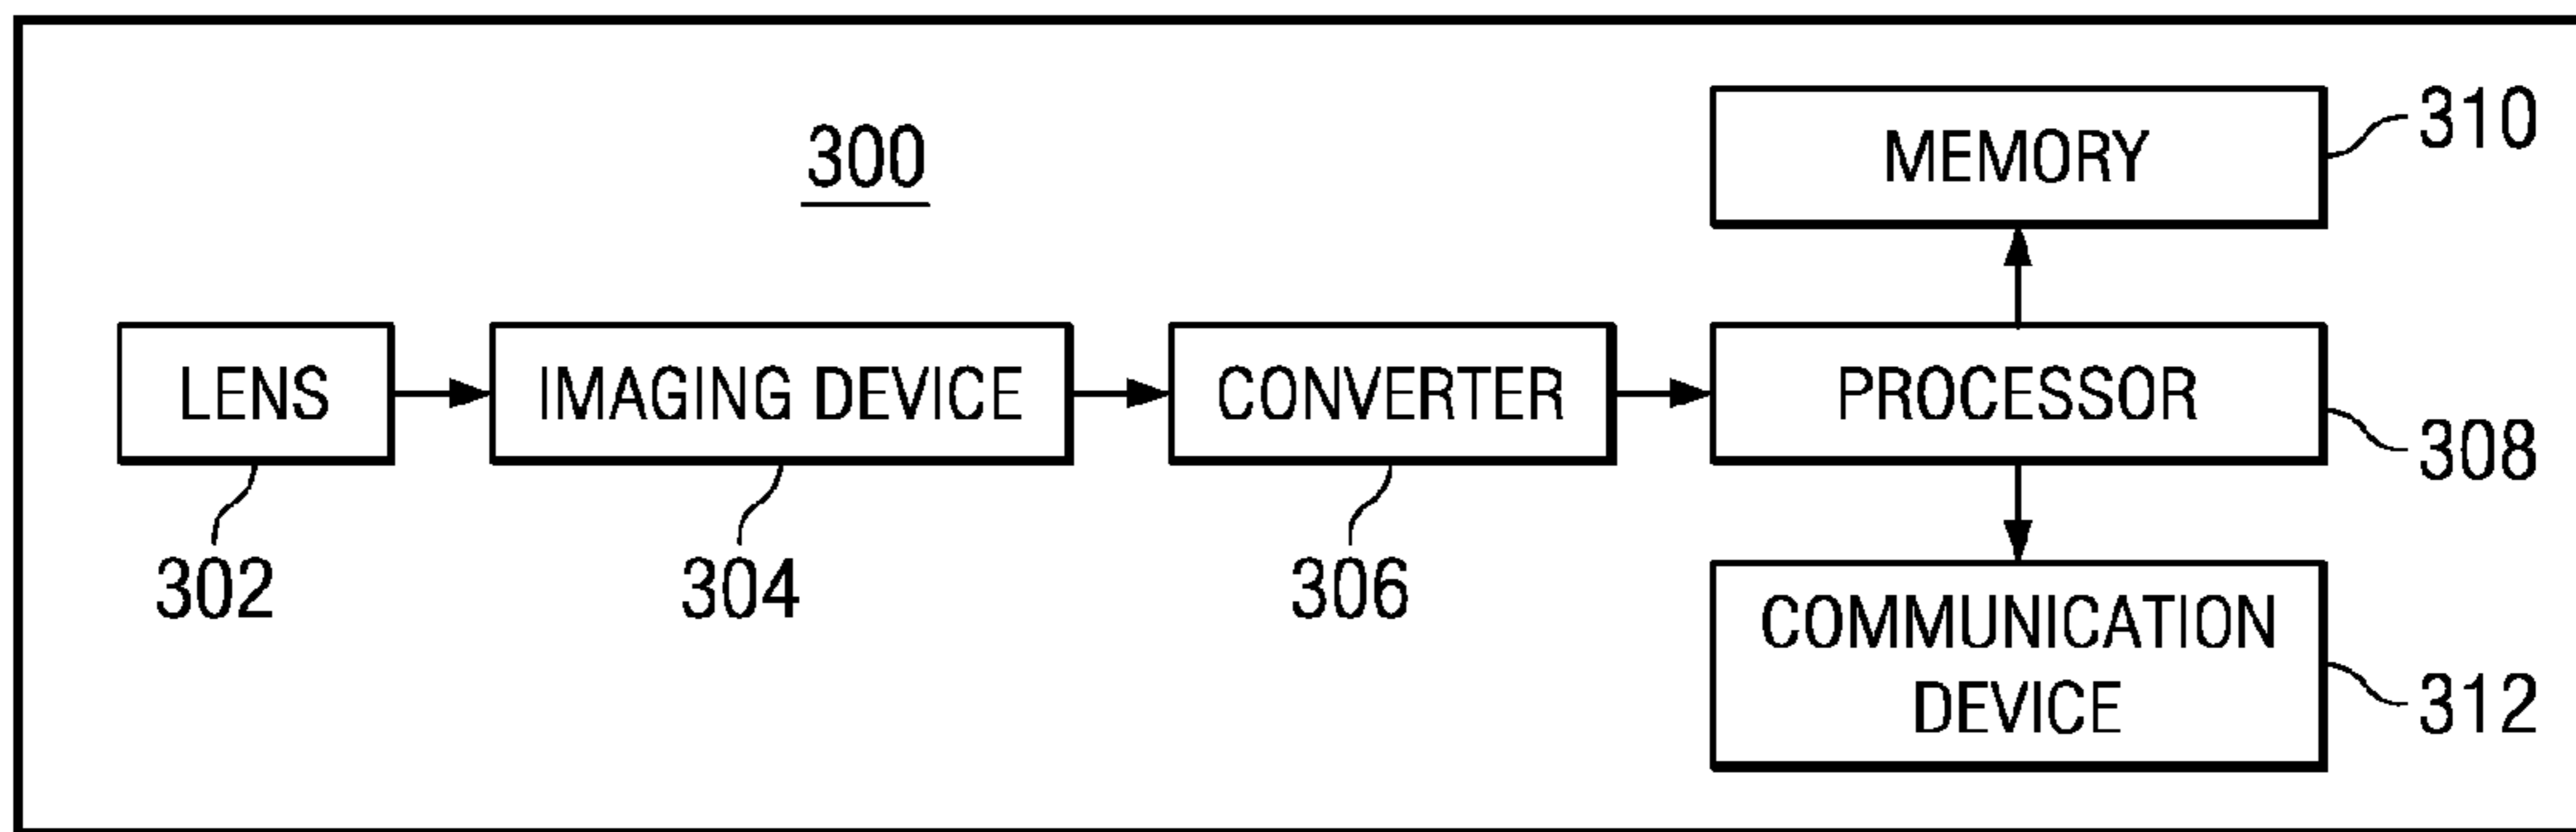 300
MEMORY
310
LENS
IMAGING DEVICE
CONVERTER
PROCESSOR
308
302
304
306
COMMUNICATION
DEVICE
312